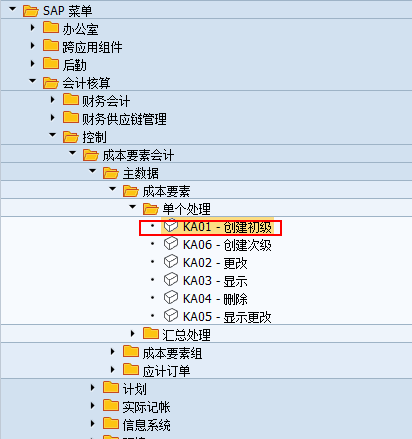 SAP 菜单
办公室
跨应用组件
后勤
会计核算
财务会计
财务供应链管理
控制
成本要素会计
主数据
成本要素
单个处理
KA01 - 创建初级
KA06 - 创建次级
KA02 - 更改
KA03 - 显示
KA04 - 删除
KA05 - 显示更改
汇总处理
成本要素组
应计订单
计划
实际记帐
信息系统